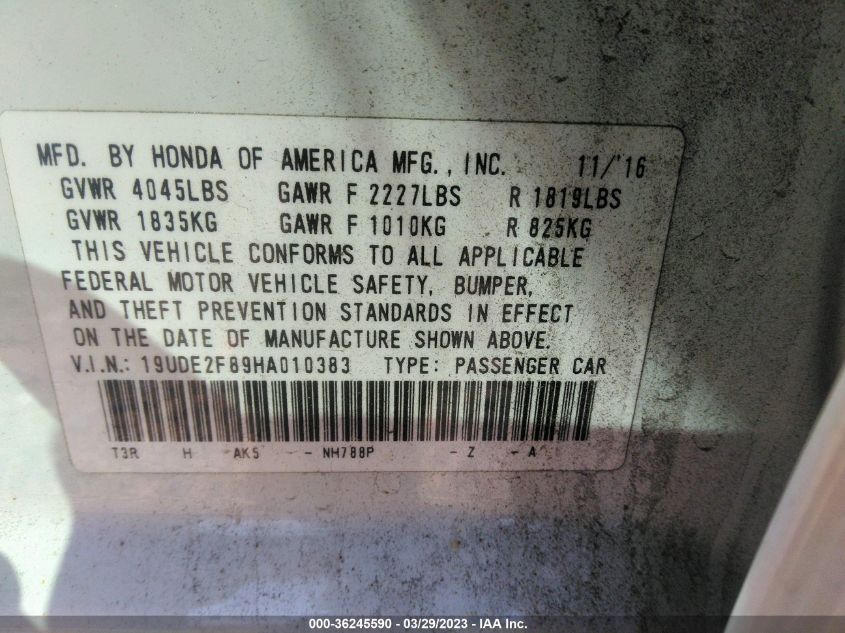 MFD. BY HONDA OF AMERICA MFG., INC. 11/'16
GVWR 4045LBS GAWR F 2227LBS R 1819LBS
GVWR 1835KG GAWR F 1010KG R 825KG
THIS VEHICLE CONFORMS TO ALL APPLICABLE
FEDERAL MOTOR VEHICLE SAFETY, BUMPER,
AND THEFT PREVENTION STANDARDS IN EFFECT
ON THE DATE OF MANUFACTURE SHOWN ABOVE.
V.I.N.: 19UDE2F89HA010383 TYPE: PASSENGER CAR
T3R H AK5 - NH788P - Z - A
000-36245590 - 03/29/2023 - IAA Inc.